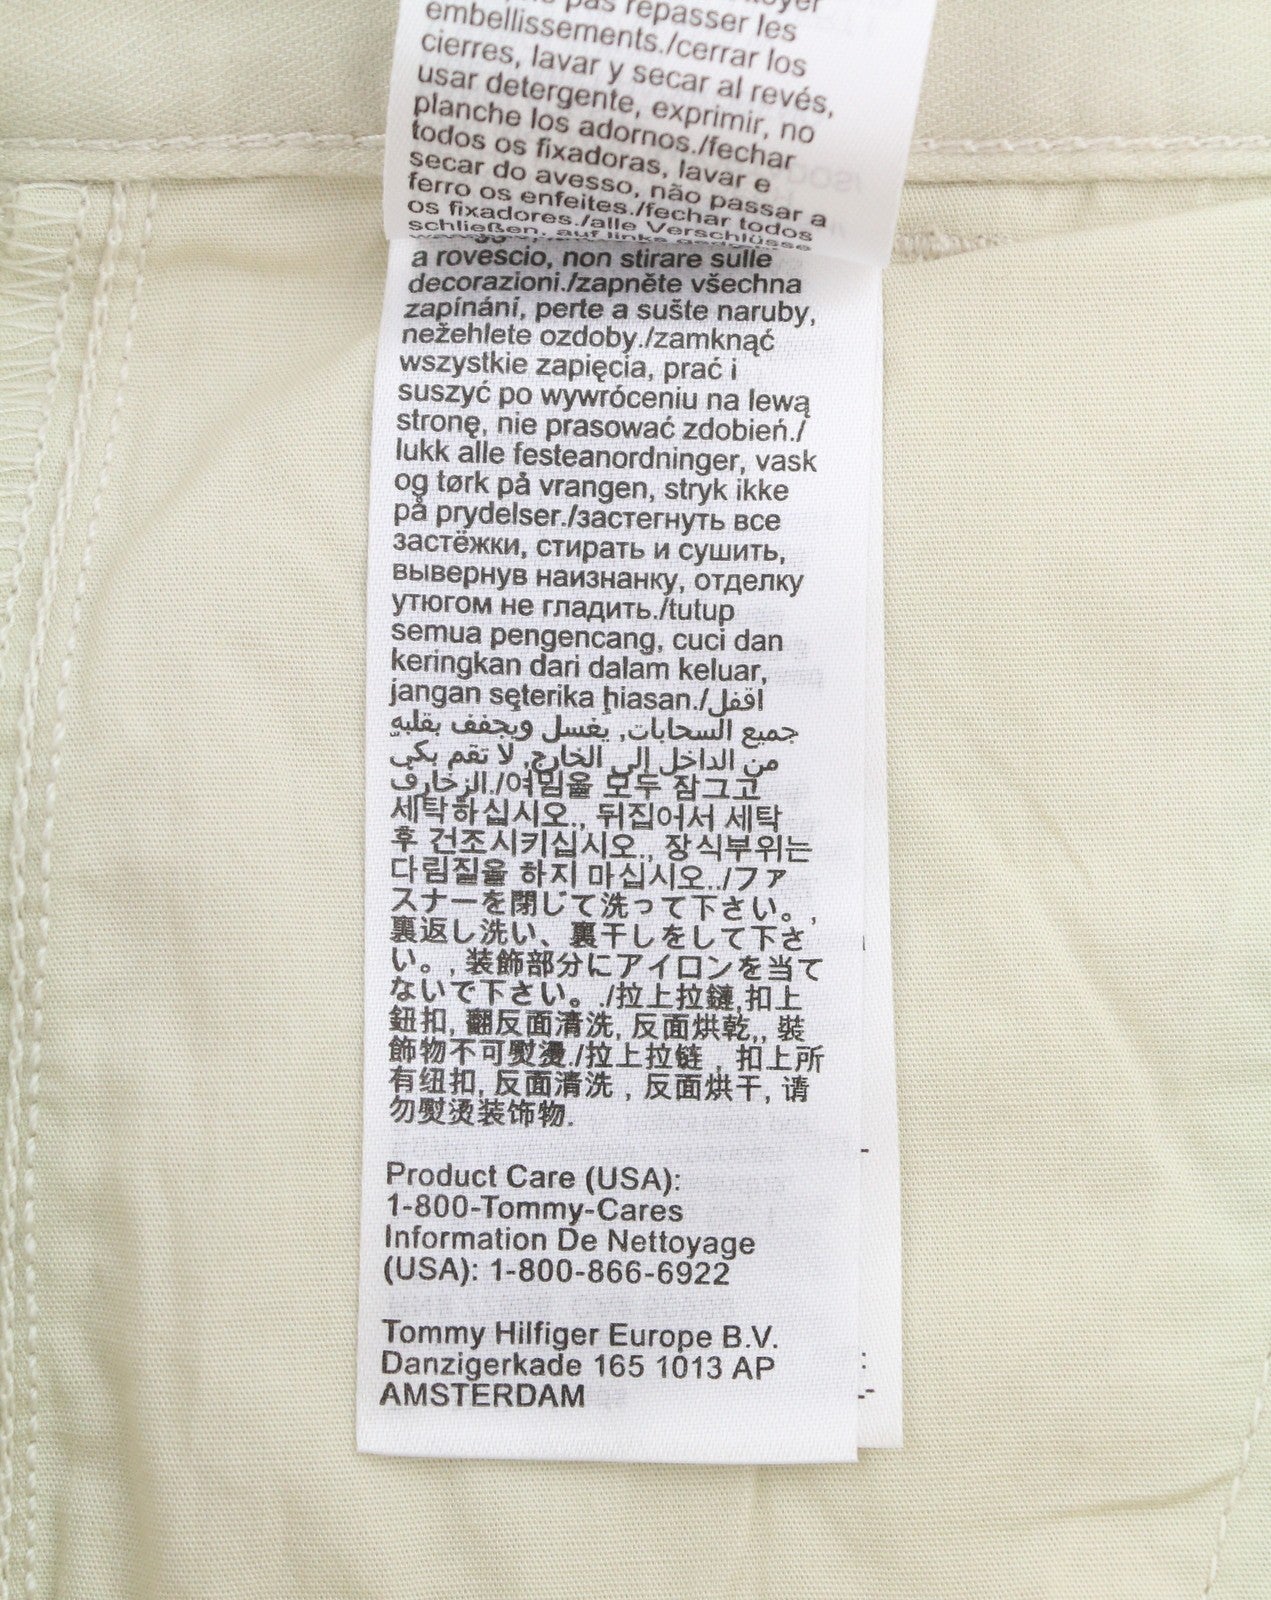 pas repasser les
embellissements./cerrar los
cierres, lavar y secar al revés,
usar detergente, exprimir, no
planche los adornos./fechar
todos os fixadoras, lavar e
secar do avesso, não passar a
ferro os enfeites./fechar todos
os fixadores./alle Verschlüsse
schließen, auf links
a rovescio, non stirare sulle
decorazioni./zapněte všechna
zapínání, perte a sušte naruby,
nežehlete ozdoby./zamknąć
wszystkie zapięcia, prać i
suszyć po wywróceniu na lewą
stronę, nie prasować zdobień./
lukk alle festeanordninger, vask
og tørk på vrangen, stryk ikke
på prydelser./застегнуть все
застёжки, стирать и сушить,
вывернув наизнанку, отделку
утюгом не гладить./tutup
semua pengencang, cuci dan
keringkan dari dalam keluar,
jangan seterika hiasan./اقفل
جميع السحابات, يغسل ويجفف بقلبه
من الداخل إلى الخارج, لا تقم بكي
الزخارف./여밈을 모두 잠그고
세탁하십시오., 뒤집어서 세탁
후 건조시키십시오., 장식부위는
다림질을 하지 마십시오../ファ
スナーを閉じて洗って下さい。,
裏返し洗い、裏干しをして下さ
い。, 装飾部分にアイロンを当て
ないで下さい。./拉上拉鏈,扣上
鈕扣, 翻反面清洗, 反面烘乾,, 裝
飾物不可熨燙./拉上拉链 , 扣上所
有纽扣, 反面清洗 , 反面烘干, 请
勿熨烫装饰物.
Product Care (USA):
1-800-Tommy-Cares
Information De Nettoyage
(USA): 1-800-866-6922
Tommy Hilfiger Europe B.V.
Danzigerkade 165 1013 AP
AMSTERDAM